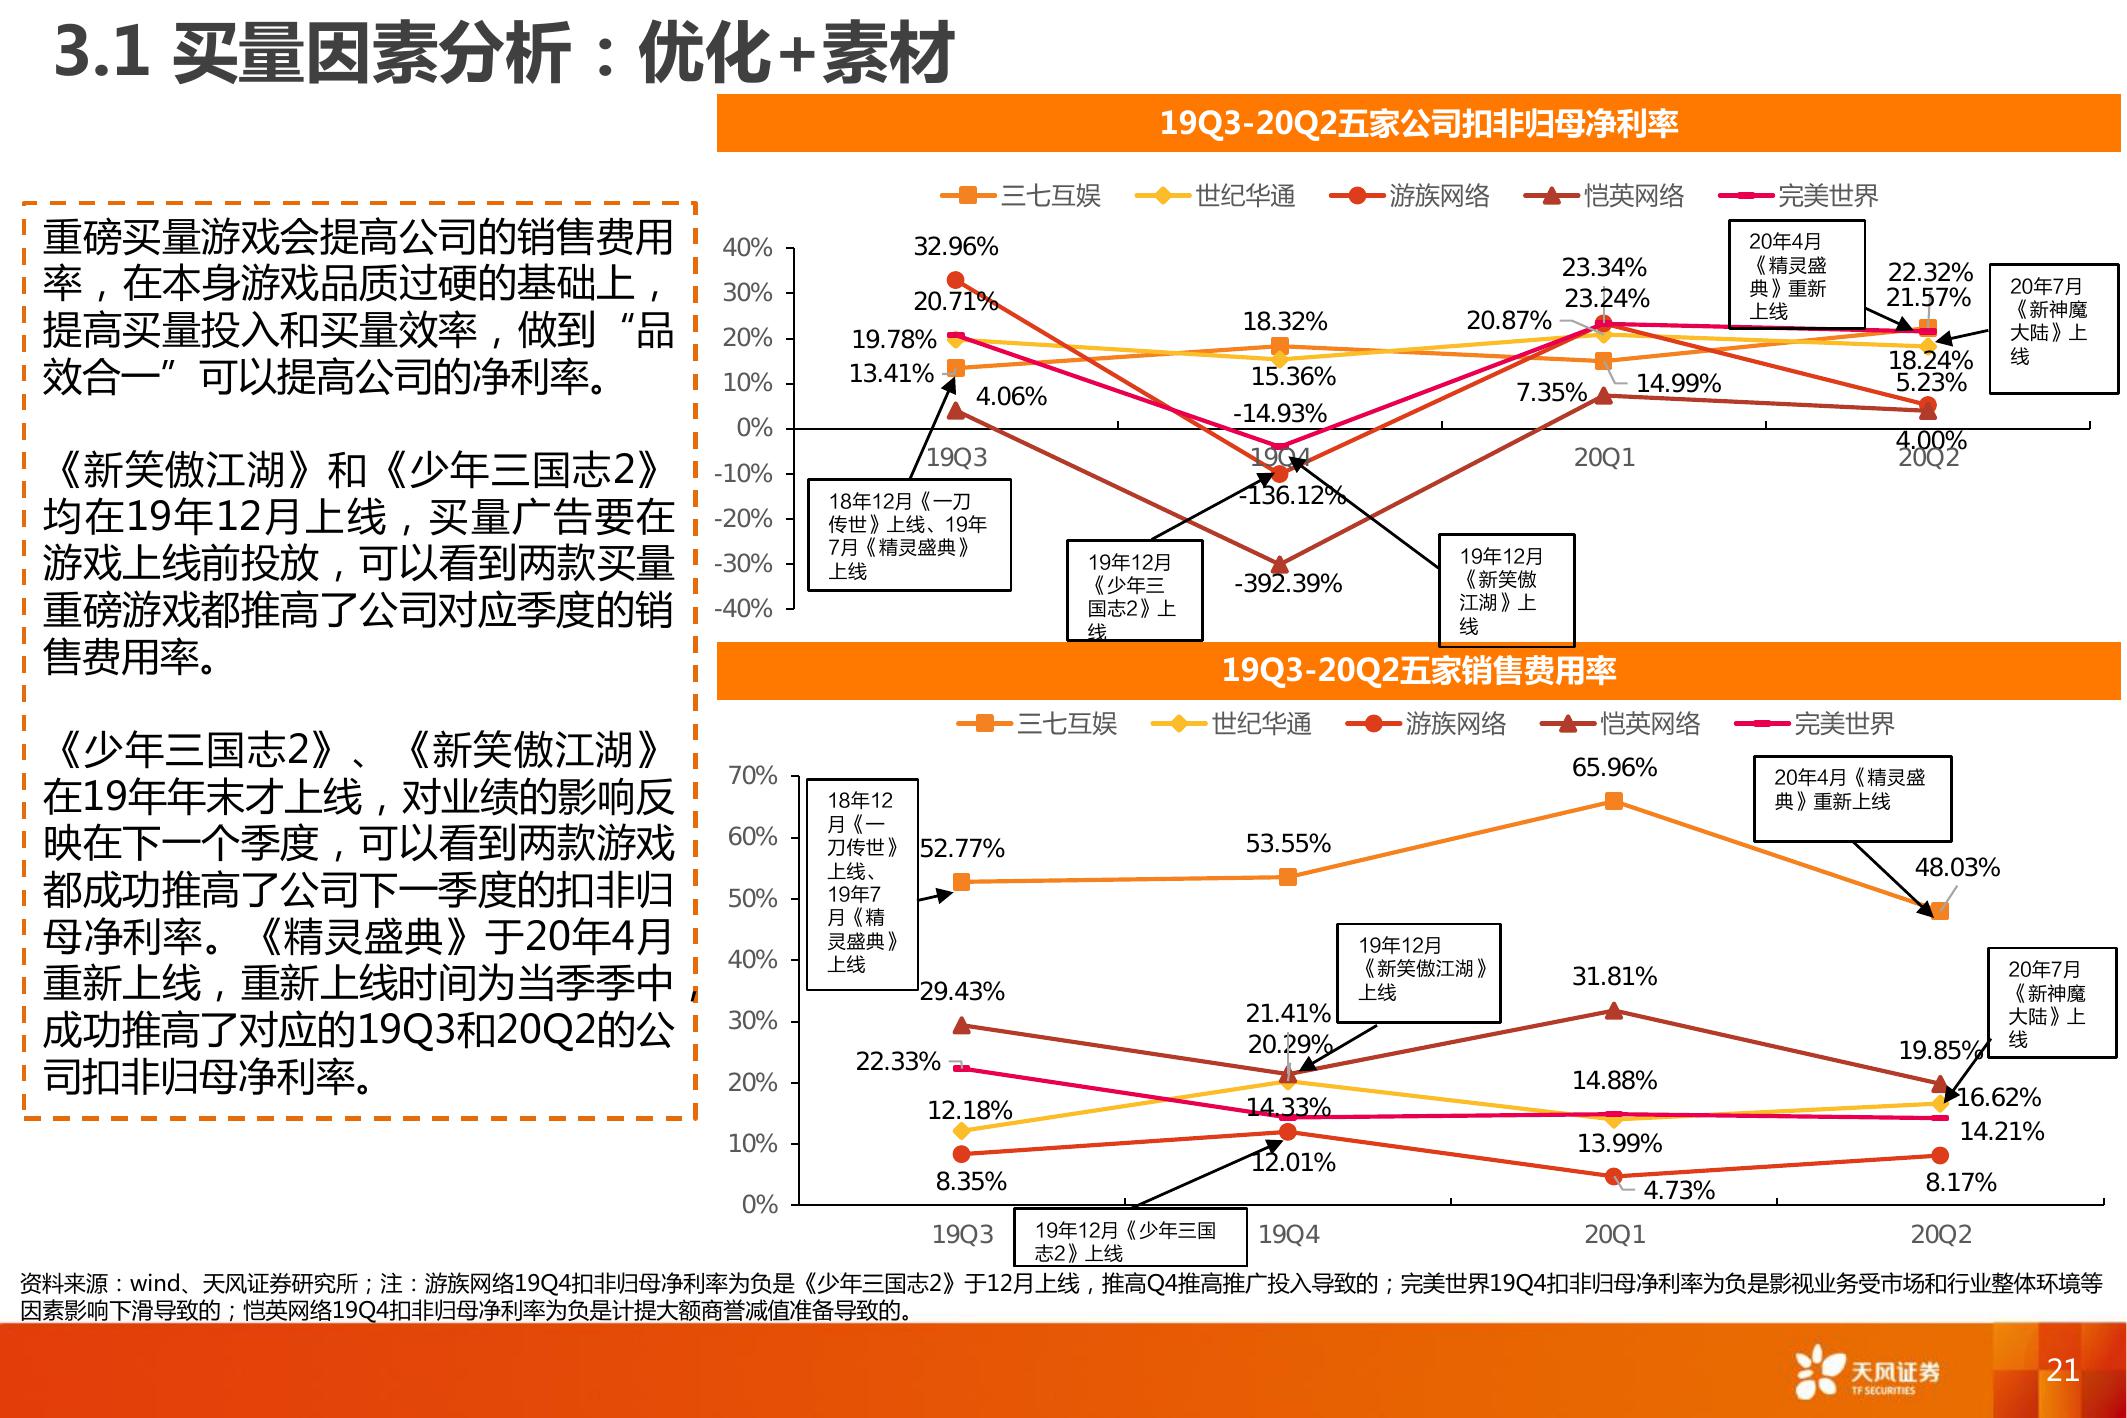 3.1 买量因素分析：优化+素材
重磅买量游戏会提高公司的销售费用
率，在本身游戏品质过硬的基础上，
提高买量投入和买量效率，做到“品
效合一”可以提高公司的净利率。
《新笑傲江湖》和《少年三国志2》
均在19年12月上线，买量广告要在
游戏上线前投放，可以看到两款买量
重磅游戏都推高了公司对应季度的销
售费用率。
《少年三国志2》、《新笑傲江湖》
在19年年末才上线，对业绩的影响反
映在下一个季度，可以看到两款游戏
都成功推高了公司下一季度的扣非归
母净利率。《精灵盛典》于20年4月
重新上线，重新上线时间为当季季中，
成功推高了对应的19Q3和20Q2的公
司扣非归母净利率。
19Q3-20Q2五家公司扣非归母净利率
三七互娱 世纪华通 游族网络 恺英网络 完美世界
40%
30%
20%
10%
0%
-10%
-20%
-30%
-40%
32.96%
20.71%
19.78%
13.41%
4.06%
18.32%
15.36%
-14.93%
-136.12%
-392.39%
23.34%
23.24%
20.87%
14.99%
7.35%
22.32%
21.57%
18.24%
5.23%
4.00%
19Q3 19Q4 20Q1 20Q2
18年12月《一刀
传世》上线、19年
7月《精灵盛典》
上线
19年12月
《少年三
国志2》上
线
19年12月
《新笑傲
江湖》上
线
20年4月
《精灵盛
典》重新
上线
20年7月
《新神魔
大陆》上
线
19Q3-20Q2五家销售费用率
三七互娱 世纪华通 游族网络 恺英网络 完美世界
70%
60%
50%
40%
30%
20%
10%
0%
18年12
月《一
刀传世》
上线、
19年7
月《精
灵盛典》
上线
52.77%
29.43%
22.33%
12.18%
8.35%
53.55%
21.41%
20.29%
14.33%
12.01%
65.96%
31.81%
14.88%
13.99%
4.73%
48.03%
19.85%
16.62%
14.21%
8.17%
19年12月
《新笑傲江湖》
上线
20年4月《精灵盛
典》重新上线
20年7月
《新神魔
大陆》上
线
19年12月《少年三国
志2》上线
19Q3 19Q4 20Q1 20Q2
资料来源：wind、天风证券研究所；注：游族网络19Q4扣非归母净利率为负是《少年三国志2》于12月上线，推高Q4推高推广投入导致的；完美世界19Q4扣非归母净利率为负是影视业务受市场和行业整体环境等
因素影响下滑导致的；恺英网络19Q4扣非归母净利率为负是计提大额商誉减值准备导致的。
天风证券
TF SECURITIES
21